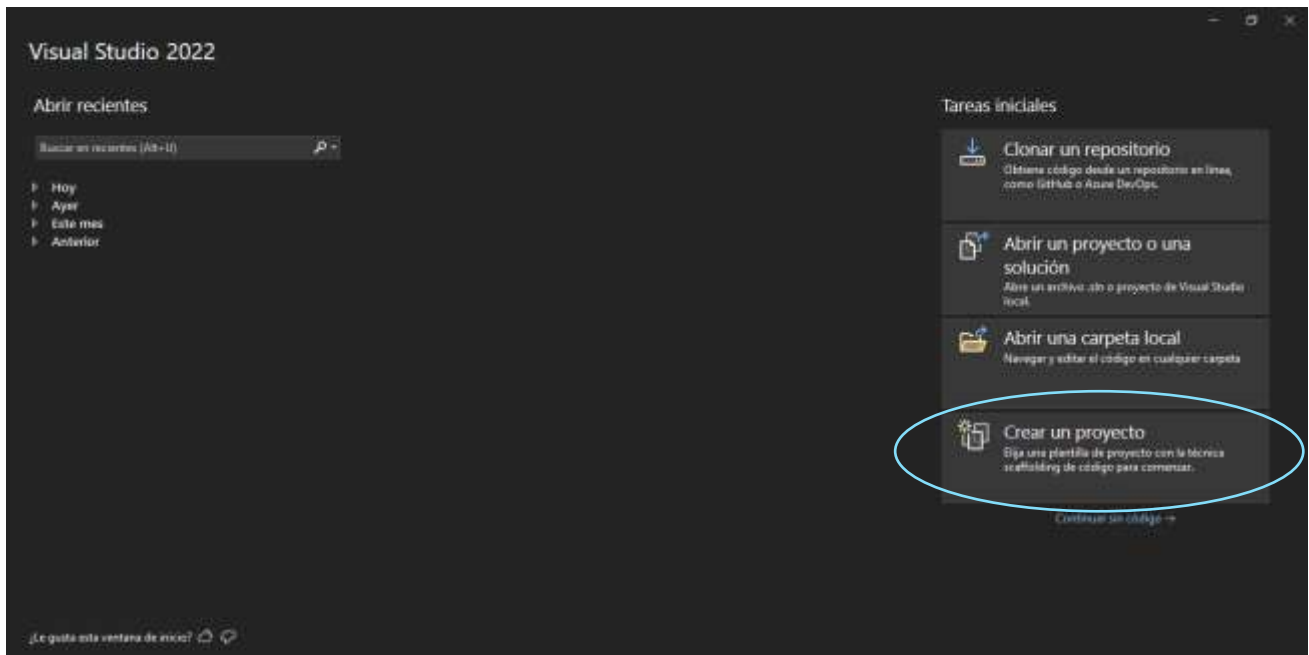 Visual Studio 2022
Abrir recientes
Buscar en recientes (Alt+U)
Hoy
Ayer
Este mes
Anterior
Tareas iniciales
Clonar un repositorio
Obtiene código desde un repositorio en línea,
como GitHub o Azure DevOps.
Abrir un proyecto o una
solución
Abre un archivo .sln o proyecto de Visual Studio
local.
Abrir una carpeta local
Navegar y editar el código en cualquier carpeta
Crear un proyecto
Elija una plantilla de proyecto con la técnica
scaffolding de código para comenzar.
Continuar sin código →
¿Le gusta esta ventana de inicio?